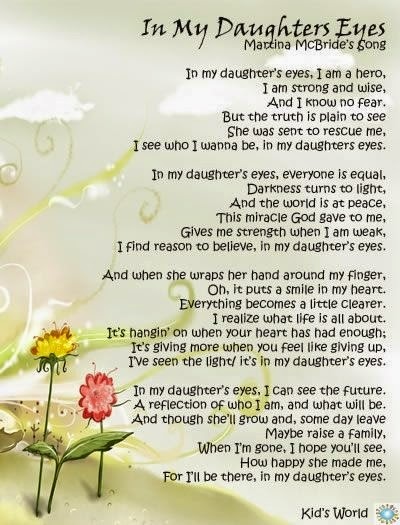 In My Daughters Eyes
Martina McBride's Song
In my daughter's eyes, I am a hero,
I am strong and wise,
And I know no fear.
But the truth is plain to see
She was sent to rescue me,
I see who I wanna be, in my daughters eyes.
In my daughter's eyes, everyone is equal,
Darkness turns to light,
And the world is at peace,
This miracle God gave to me,
Gives me strength when I am weak,
I find reason to believe, in my daughter's eyes.
And when she wraps her hand around my finger,
Oh, it puts a smile in my heart.
Everything becomes a little clearer.
I realize what life is all about.
It's hangin' on when your heart has had enough;
It's giving more when you feel like giving up,
I've seen the light/ it's in my daughter's eyes.
In my daughter's eyes, I can see the future.
A reflection of who I am, and what will be.
And though she'll grow and, some day leave
Maybe raise a family,
When I'm gone, I hope you'll see,
How happy she made me,
For I'll be there, in my daughter's eyes.
Kid's World